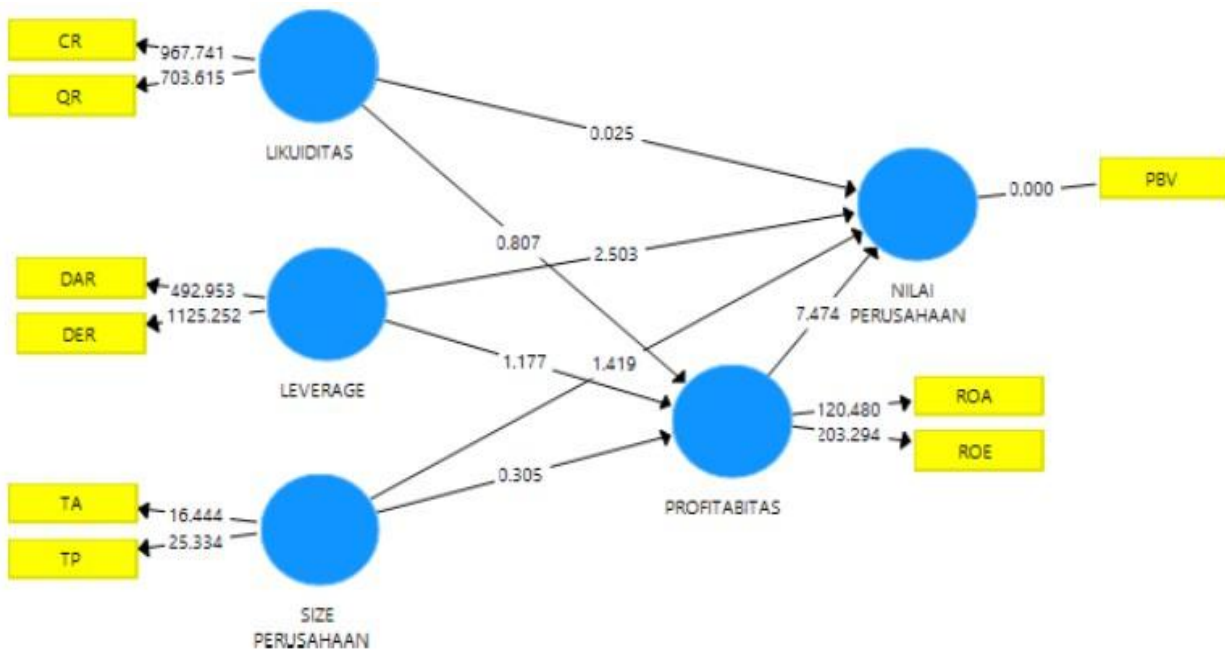 CR
967.741
703.615
QR
LIKUIDITAS
0.025
PBV
0.000
0.807
2.503
NILAI
PERUSAHAAN
DAR
492.953
1125.252
DER
LEVERAGE
7.474
1.177
1.419
ROA
120.480
203.294
ROE
PROFITABITAS
0.305
TA
16.444
25.334
TP
SIZE
PERUSAHAAN